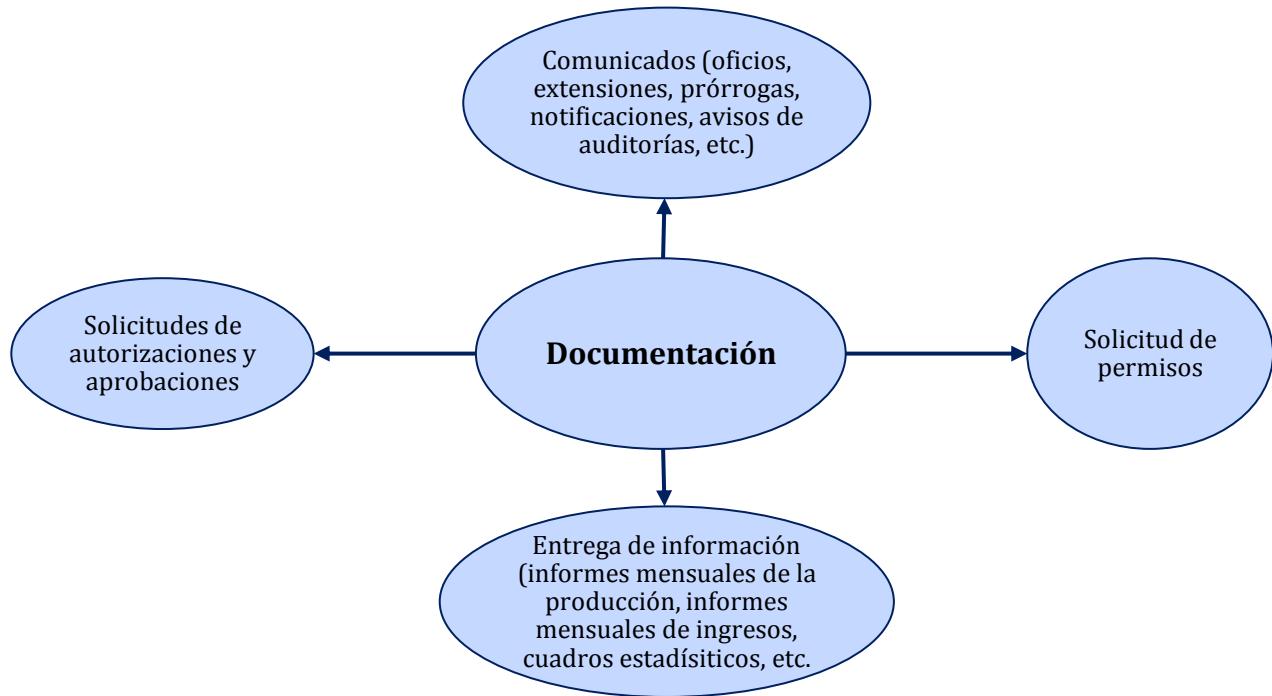 Comunicados (oficios,
extensiones, prórrogas,
notificaciones, avisos de
auditorías, etc.)
Solicitudes de
autorizaciones y
aprobaciones
Documentación
Solicitud de
permisos
Entrega de información
(informes mensuales de la
producción, informes
mensuales de ingresos,
cuadros estadísiticos, etc.